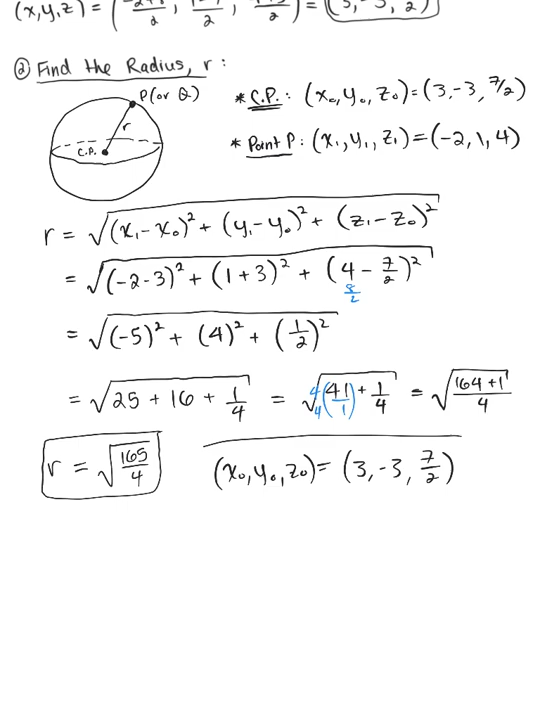 (x,y,z) = (
② Find the Radius, r :
P(or Q)
r
C.P.
* C.P. : (x₀, y₀, z₀) = (3, -3, 7/2)
* Point P : (x₁, y₁, z₁) = (-2, 1, 4)
r = √((x₁ - x₀)² + (y₁ - y₀)² + (z₁ - z₀)²)
= √((-2-3)² + (1+3)² + (4 - 7/2)²)
8/2
= √((-5)² + (4)² + (1/2)²)
= √(25 + 16 + 1/4) = √(4/4 (41/1) + 1/4) = √((164+1)/4)
r = √(165/4) (x₀, y₀, z₀) = (3, -3, 7/2)